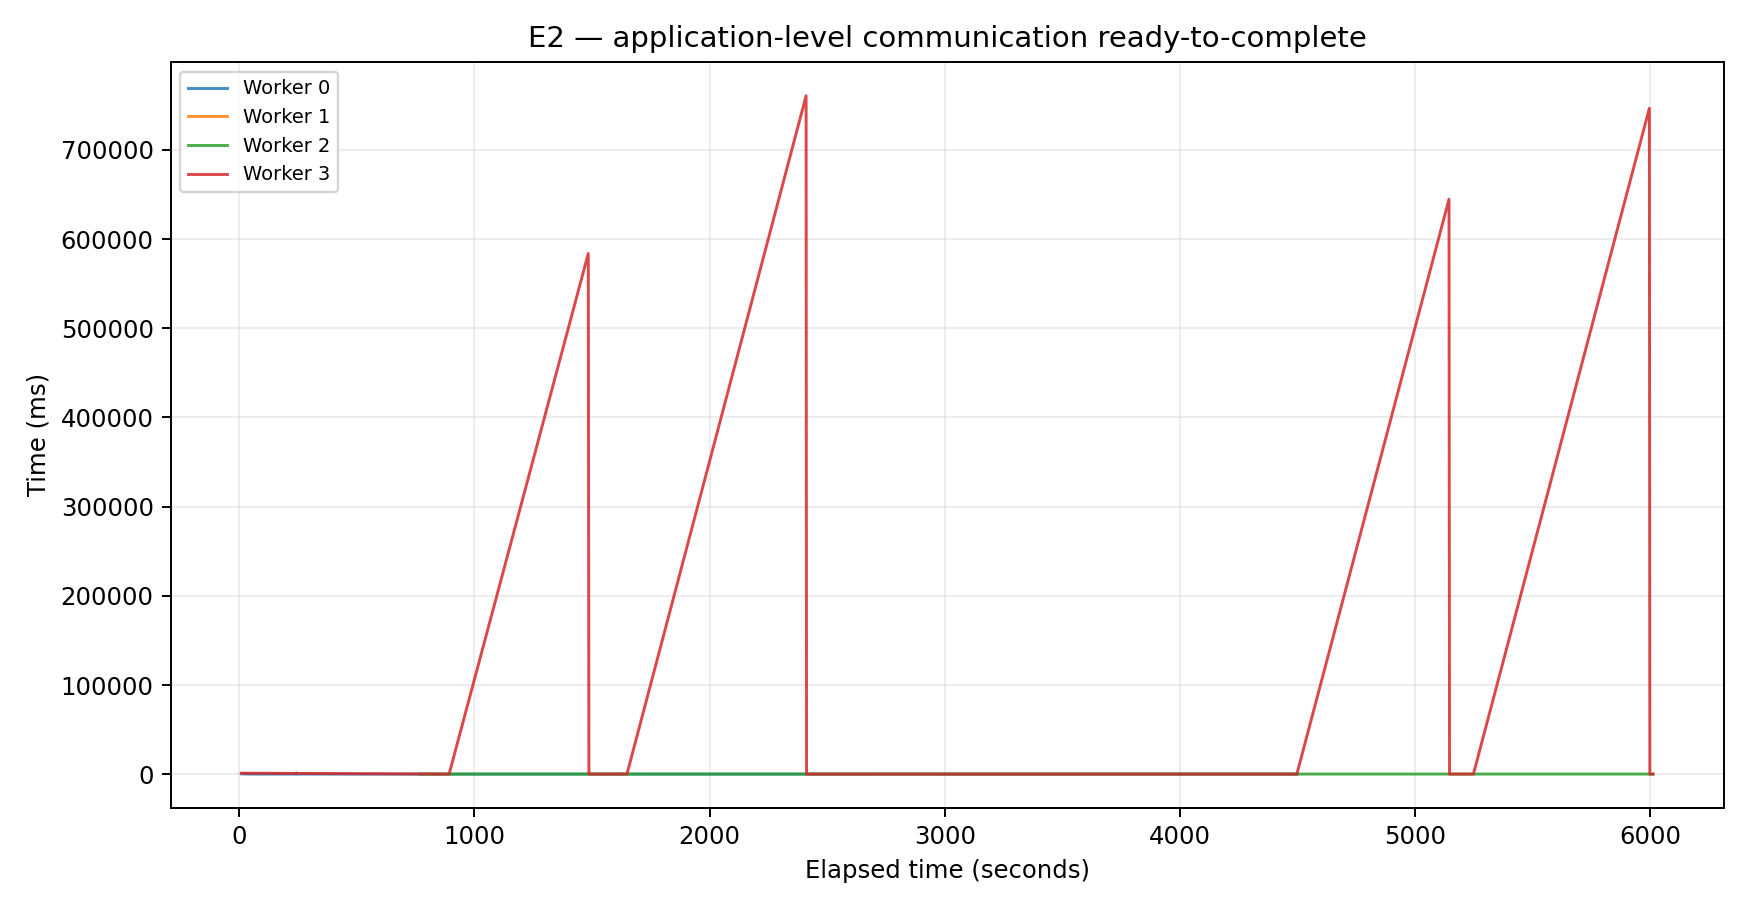 E2 — application-level communication ready-to-complete
Worker 0
Worker 1
Worker 2
Worker 3
Time (ms)
700000
600000
500000
400000
300000
200000
100000
0
0 1000 2000 3000 4000 5000 6000
Elapsed time (seconds)